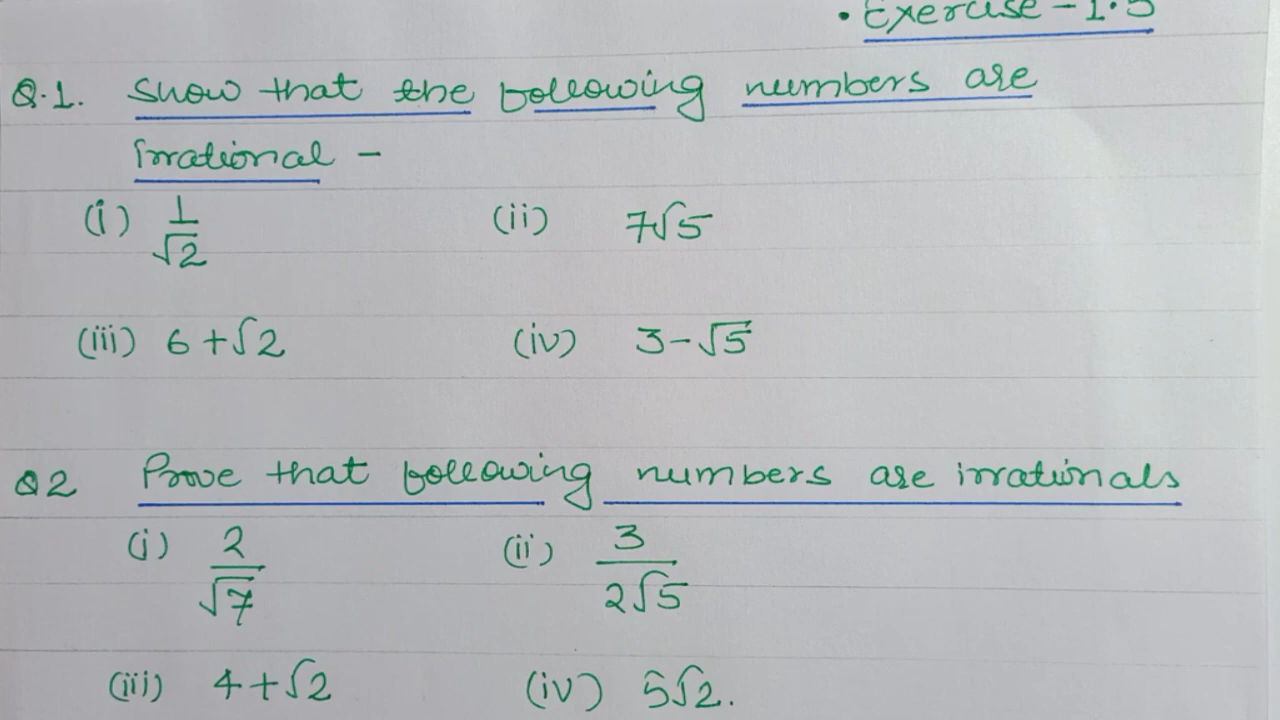 • Exercise - 1.5
Q.1. Show that the following numbers are
irrational -
(i) 1/√2 (ii) 7√5
(iii) 6+√2 (iv) 3-√5
Q2 Prove that following numbers are irrationals
(i) 2/√7 (ii) 3/2√5
(iii) 4+√2 (iv) 5√2.